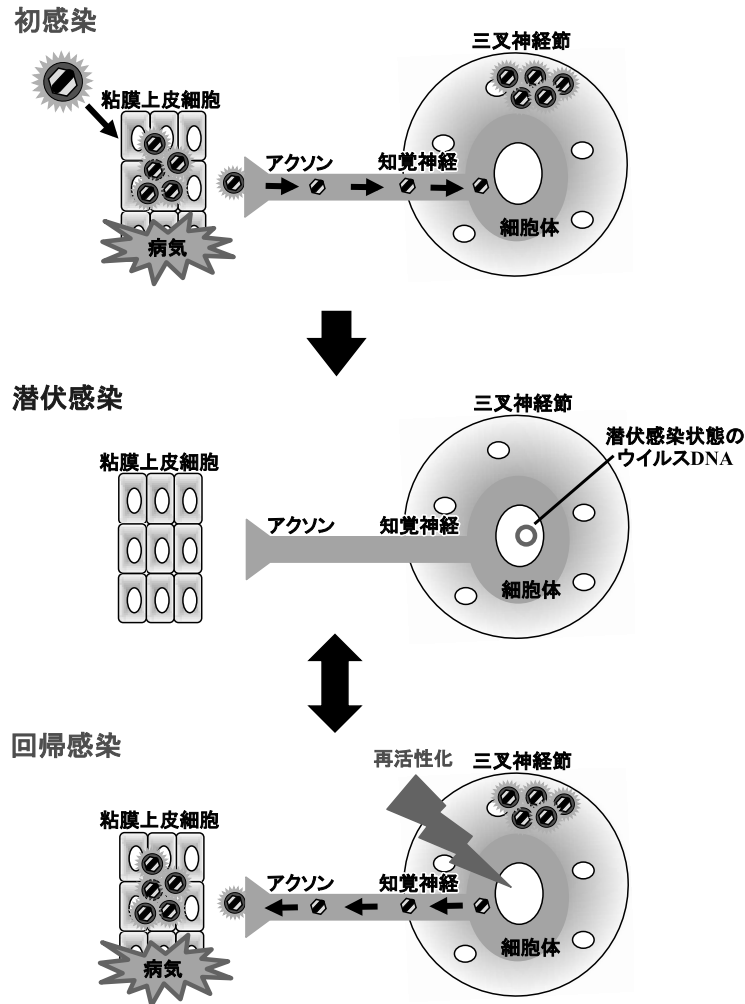 初感染
三叉神経節
粘膜上皮細胞
アクソン
知覚神経
細胞体
病気
潜伏感染
三叉神経節
潜伏感染状態の
ウイルスDNA
粘膜上皮細胞
アクソン
知覚神経
細胞体
回帰感染
再活性化
三叉神経節
粘膜上皮細胞
アクソン
知覚神経
細胞体
病気